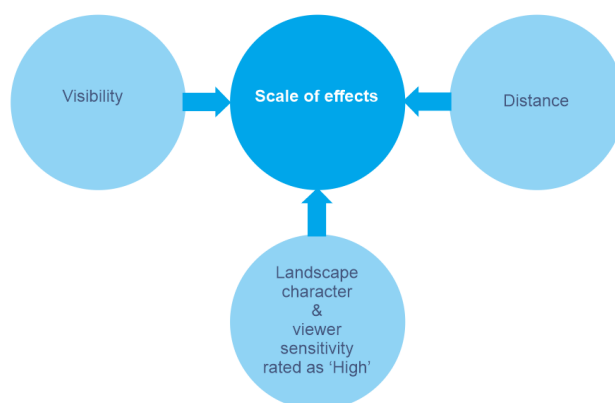 Visibility
Scale of effects
Distance
Landscape
character
&
viewer
sensitivity
rated as ‘High’